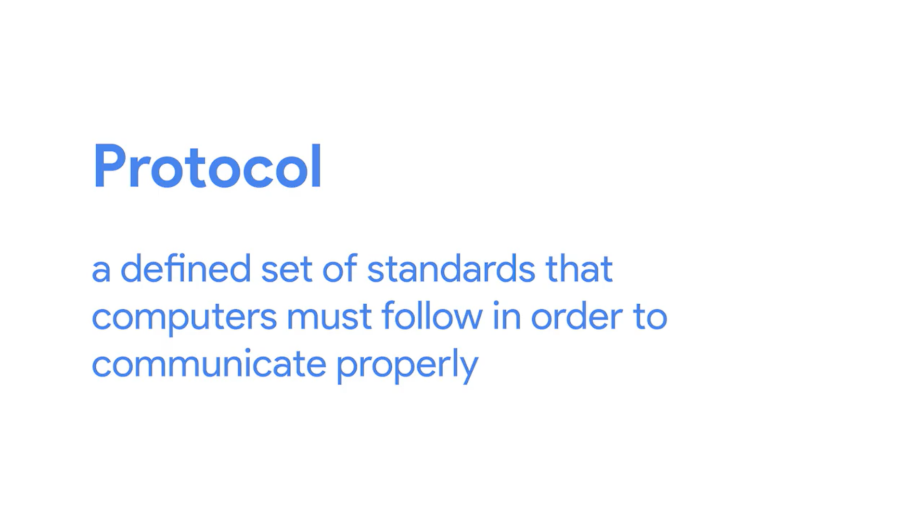 Protocol
a defined set of standards that
computers must follow in order to
communicate properly